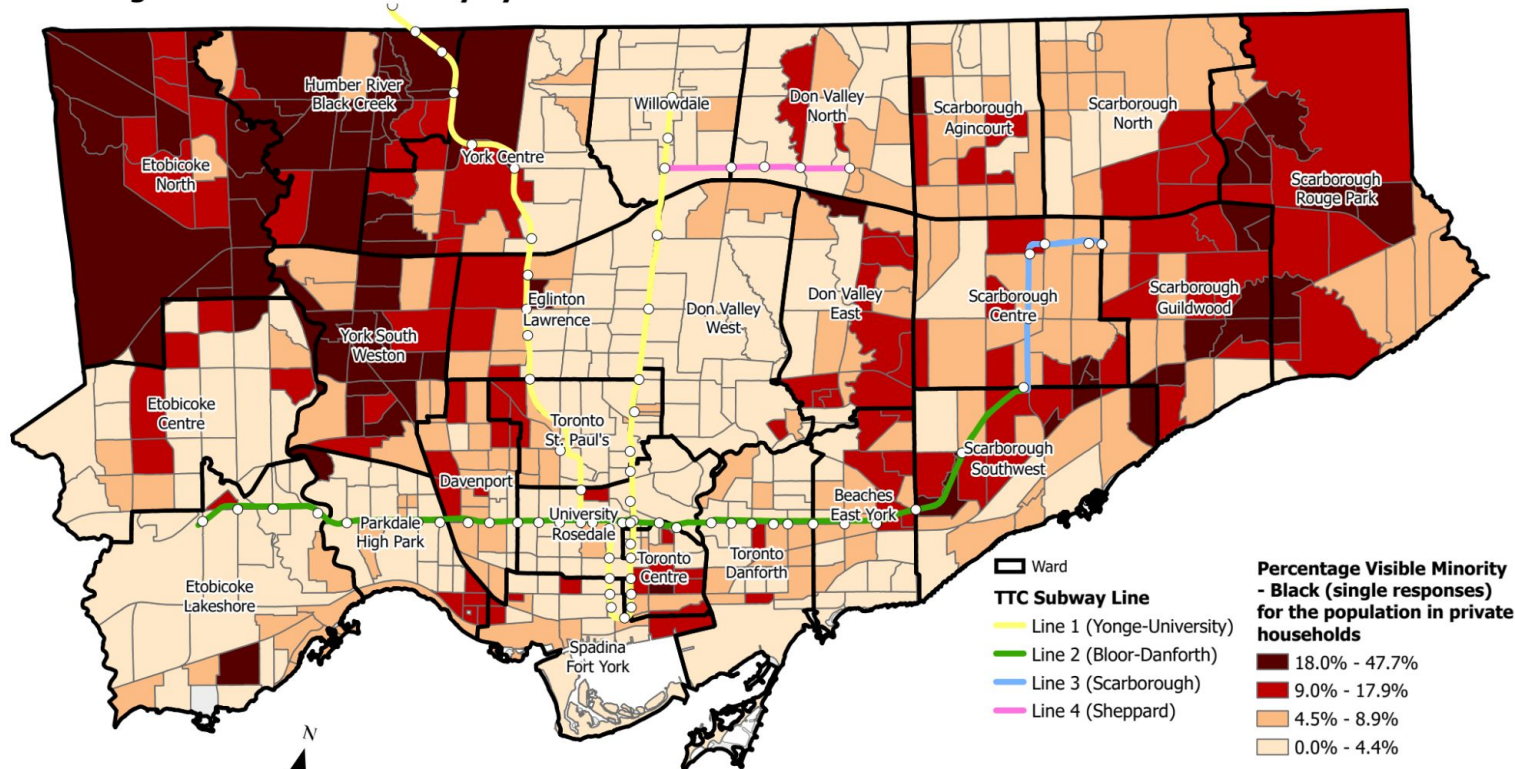 Humber River
Black Creek
Willowdale
Don Valley
North
Scarborough
Agincourt
Scarborough
North
York Centre
Etobicoke
North
Scarborough
Rouge Park
Eglinton
Lawrence
Don Valley
West
Don Valley
East
Scarborough
Centre
Scarborough
Guildwood
York South
Weston
Etobicoke
Centre
Toronto
St. Paul's
Scarborough
Southwest
Davenport
Beaches
East York
Parkdale
High Park
University
Rosedale
Toronto
Centre
Toronto
Danforth
Etobicoke
Lakeshore
Spadina
Fort York
N
Ward
TTC Subway Line
Line 1 (Yonge-University)
Line 2 (Bloor-Danforth)
Line 3 (Scarborough)
Line 4 (Sheppard)
Percentage Visible Minority
- Black (single responses)
for the population in private
households
18.0% - 47.7%
9.0% - 17.9%
4.5% - 8.9%
0.0% - 4.4%